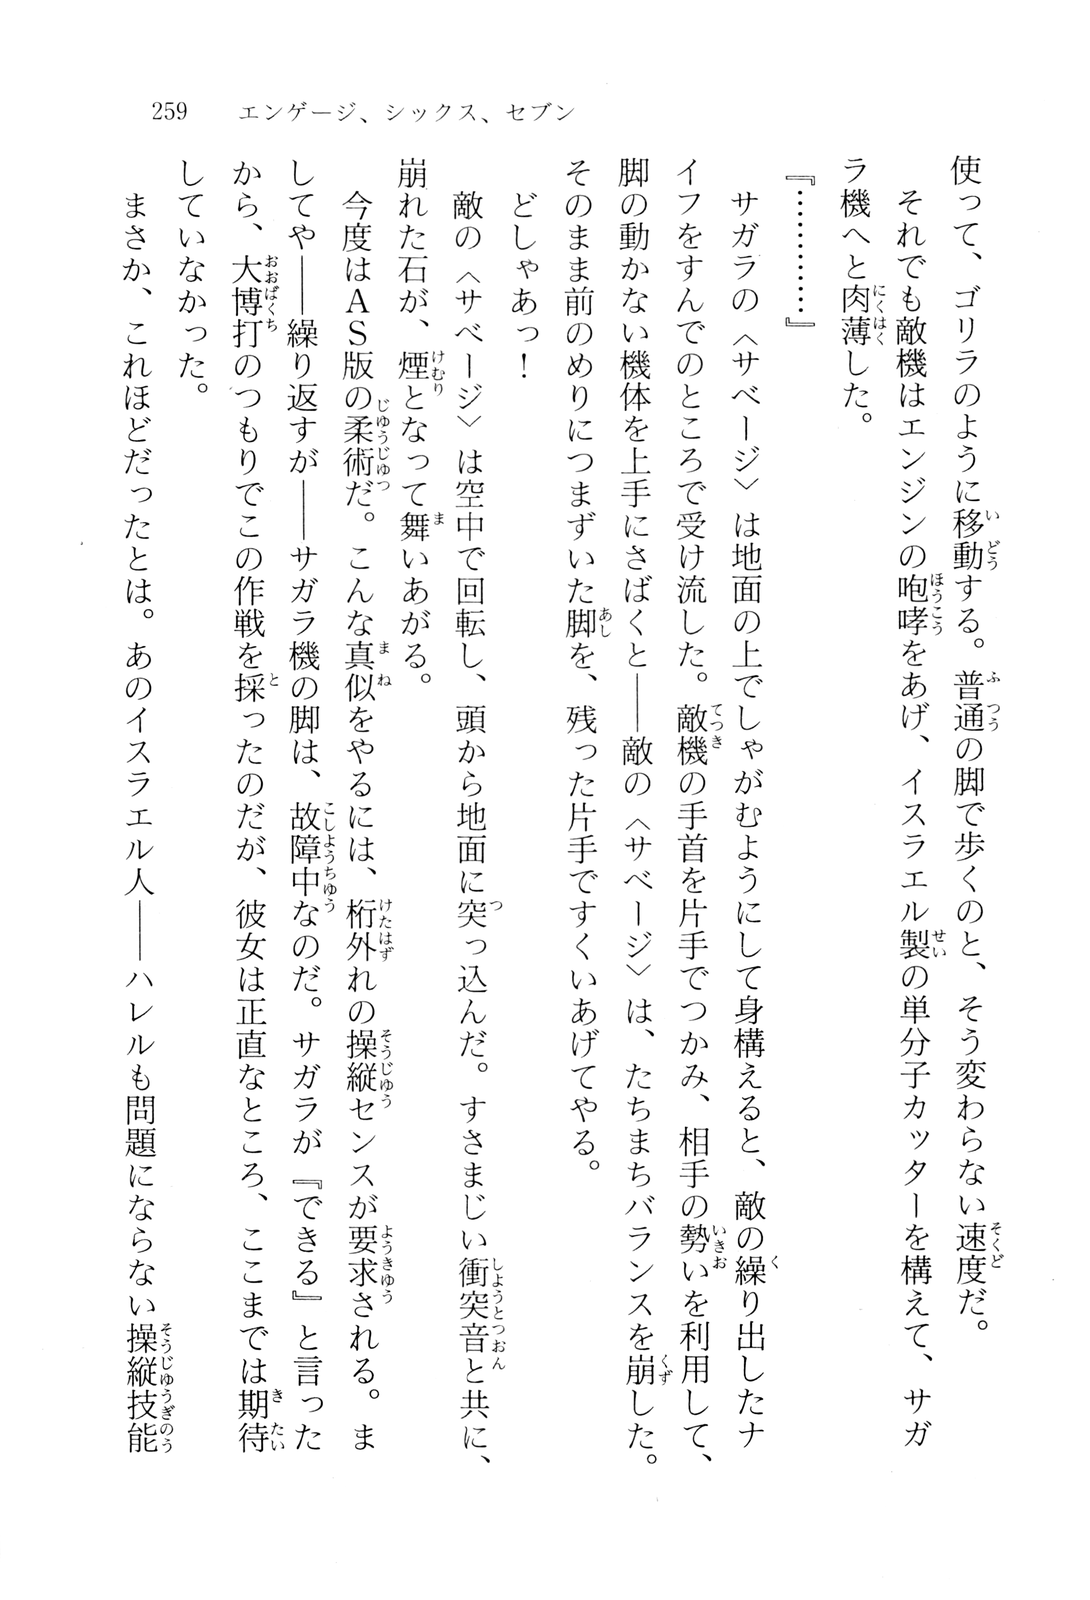 259　エンゲージ、シックス、セブン
使って、ゴリラのように移動する。普通の脚で歩くのと、そう変わらない速度だ。
それでも敵機はエンジンの咆哮をあげ、イスラエル製の単分子カッターを構えて、サガ
ラ機へと肉薄した。
『…………』
サガラの〈サベージ〉は地面の上でしゃがむようにして身構えると、敵の繰り出したナ
イフをすんでのところで受け流した。敵機の手首を片手でつかみ、相手の勢いを利用して、
脚の動かない機体を上手にさばくと――敵の〈サベージ〉は、たちまちバランスを崩した。
そのまま前のめりにつまずいた脚を、残った片手ですくいあげてやる。
どしゃあっ！
敵の〈サベージ〉は空中で回転し、頭から地面に突っ込んだ。すさまじい衝突音と共に、
崩れた石が、煙となって舞いあがる。
今度はＡＳ版の柔術だ。こんな真似をやるには、桁外れの操縦センスが要求される。ま
してや――繰り返すが――サガラ機の脚は、故障中なのだ。サガラが『できる』と言った
から、大博打のつもりでこの作戦を採ったのだが、彼女は正直なところ、ここまでは期待
していなかった。
まさか、これほどだったとは。あのイスラエル人――ハレルも問題にならない操縦技能